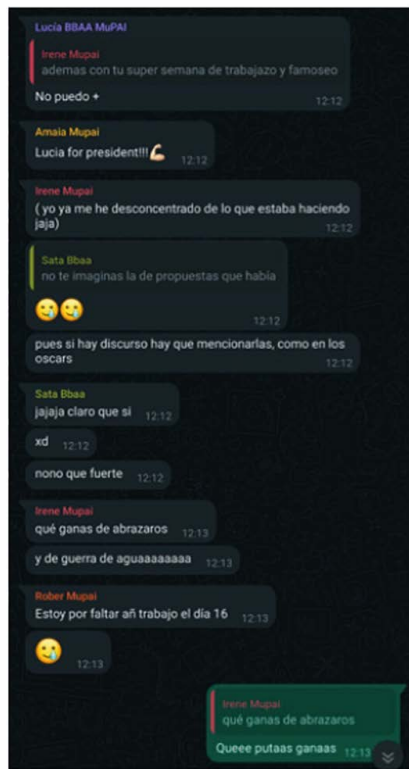 Lucía BBAA MuPAI
Irene Mupai
ademas con tu super semana de trabajazo y famoseo
No puedo +
12:12
Amaia Mupai
Lucia for president!!!💪🏻
12:12
Irene Mupai
( yo ya me he desconcentrado de lo que estaba haciendo
jaja)
12:12
Sata Bbaa
no te imaginas la de propuestas que había
🥲🥲
12:12
pues si hay discurso hay que mencionarlas, como en los
oscars
12:12
Sata Bbaa
jajaja claro que si 12:12
xd 12:12
nono que fuerte 12:12
Irene Mupai
qué ganas de abrazaros 12:13
y de guerra de aguaaaaaaaa 12:13
Rober Mupai
Estoy por faltar añ trabajo el día 16 12:13
🥲
12:13
Irene Mupai
qué ganas de abrazaros
Queee putaas ganaas 12:13